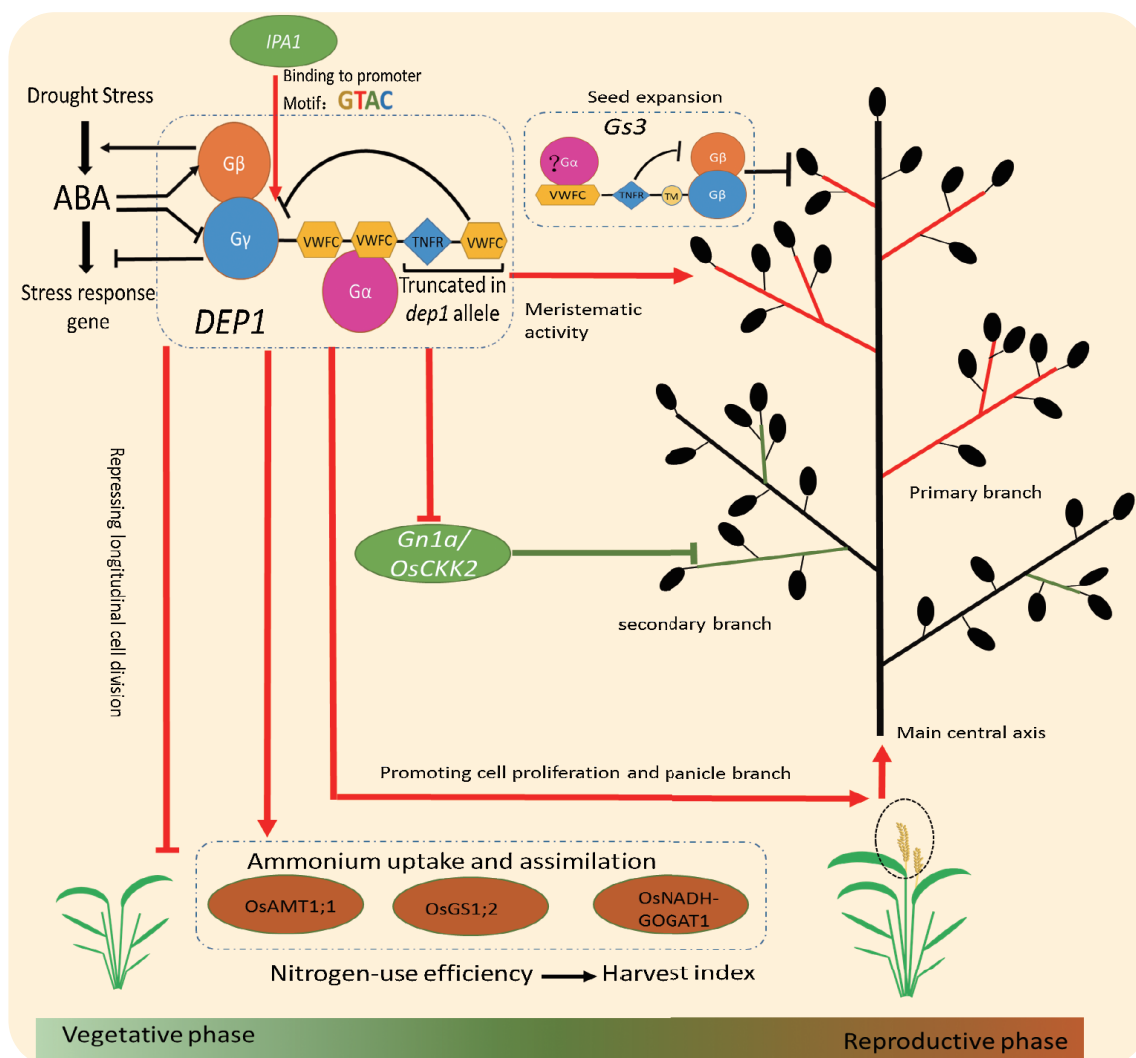 IPA1
Binding to promoter
Motif: GTAC
Drought Stress
ABA
Stress response
gene
Gβ
Gγ
VWFC
VWFC
TNFR
VWFC
Gα
Truncated in
dep1 allele
DEP1
Seed expansion
Gs3
?Gα
VWFC
TNFR
TM
Gβ
Gβ
Meristematic
activity
Repressing longitudinal cell division
Gn1a/
OsCKK2
Primary branch
secondary branch
Main central axis
Promoting cell proliferation and panicle branch
Ammonium uptake and assimilation
OsAMT1;1
OsGS1;2
OsNADH-
GOGAT1
Nitrogen-use efficiency
Harvest index
Vegetative phase
Reproductive phase